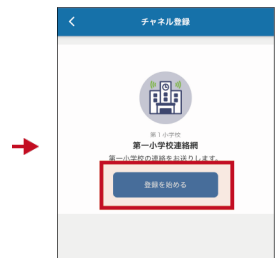 チャネル登録
第1小学校
第一小学校連絡網
第一小学校の連絡をお送りします。
登録を始める